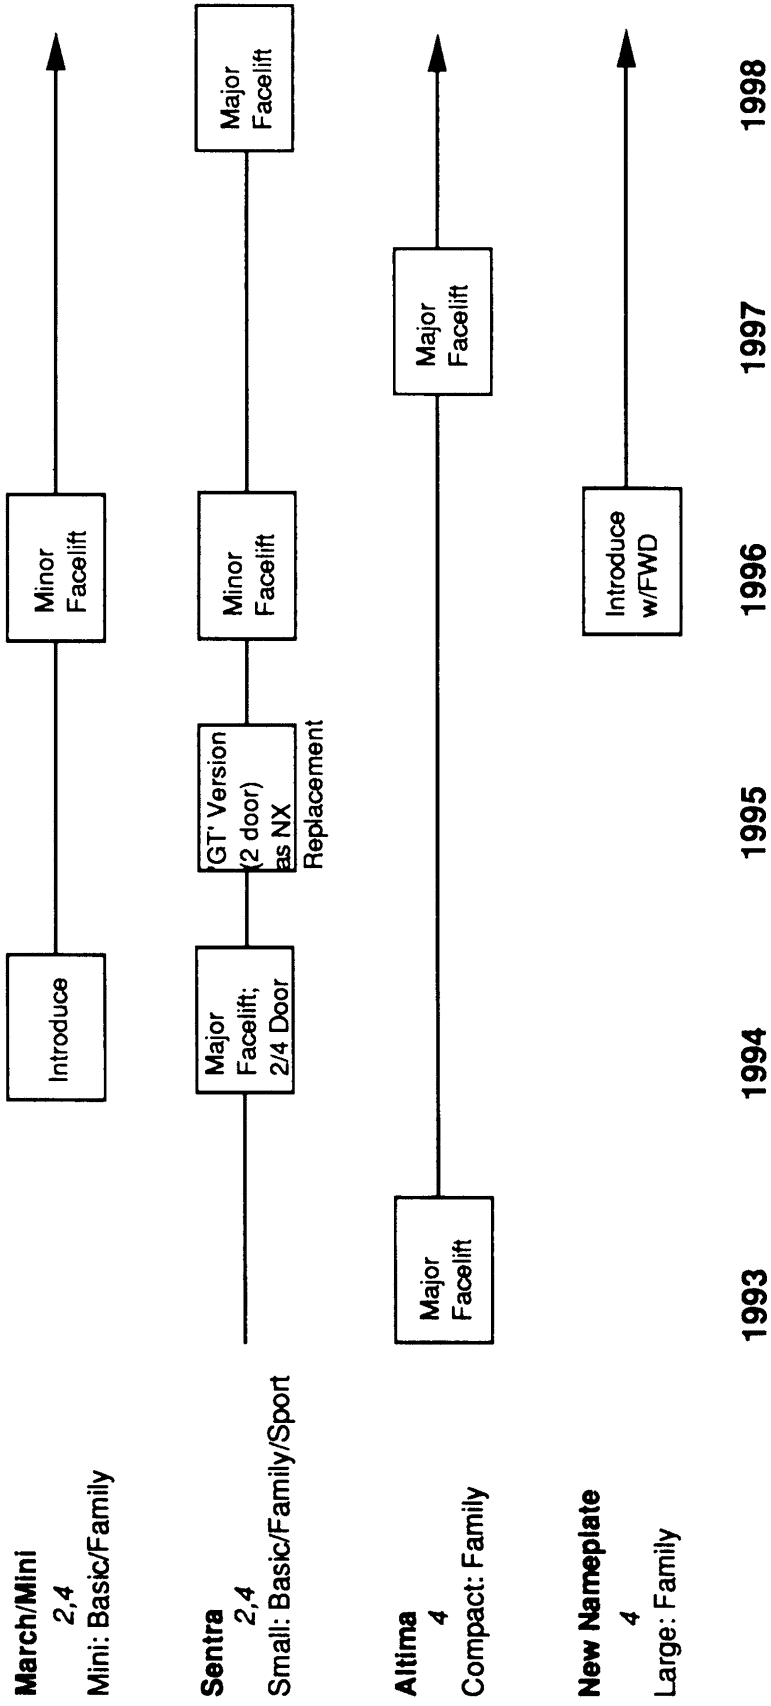 March/Mini
2,4
Mini: Basic/Family
Introduce
Minor
Facelift
Sentra
2,4
Small: Basic/Family/Sport
Major
Facelift;
2/4 Door
'GT' Version
(2 door)
as NX
Replacement
Minor
Facelift
Major
Facelift
Altima
4
Compact: Family
Major
Facelift
Major
Facelift
New Nameplate
4
Large: Family
Introduce
w/FWD
1993
1994
1995
1996
1997
1998